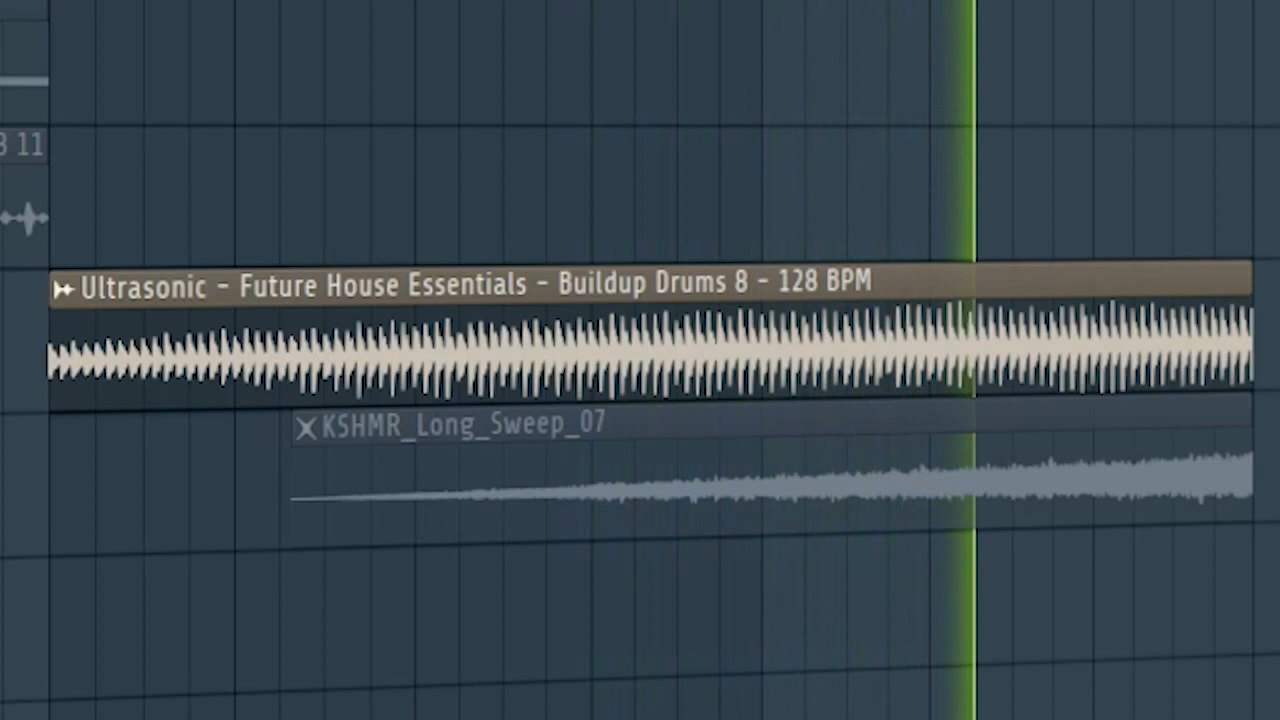 3 11
Ultrasonic - Future House Essentials - Buildup Drums 8 - 128 BPM
KSHMR_Long_Sweep_07